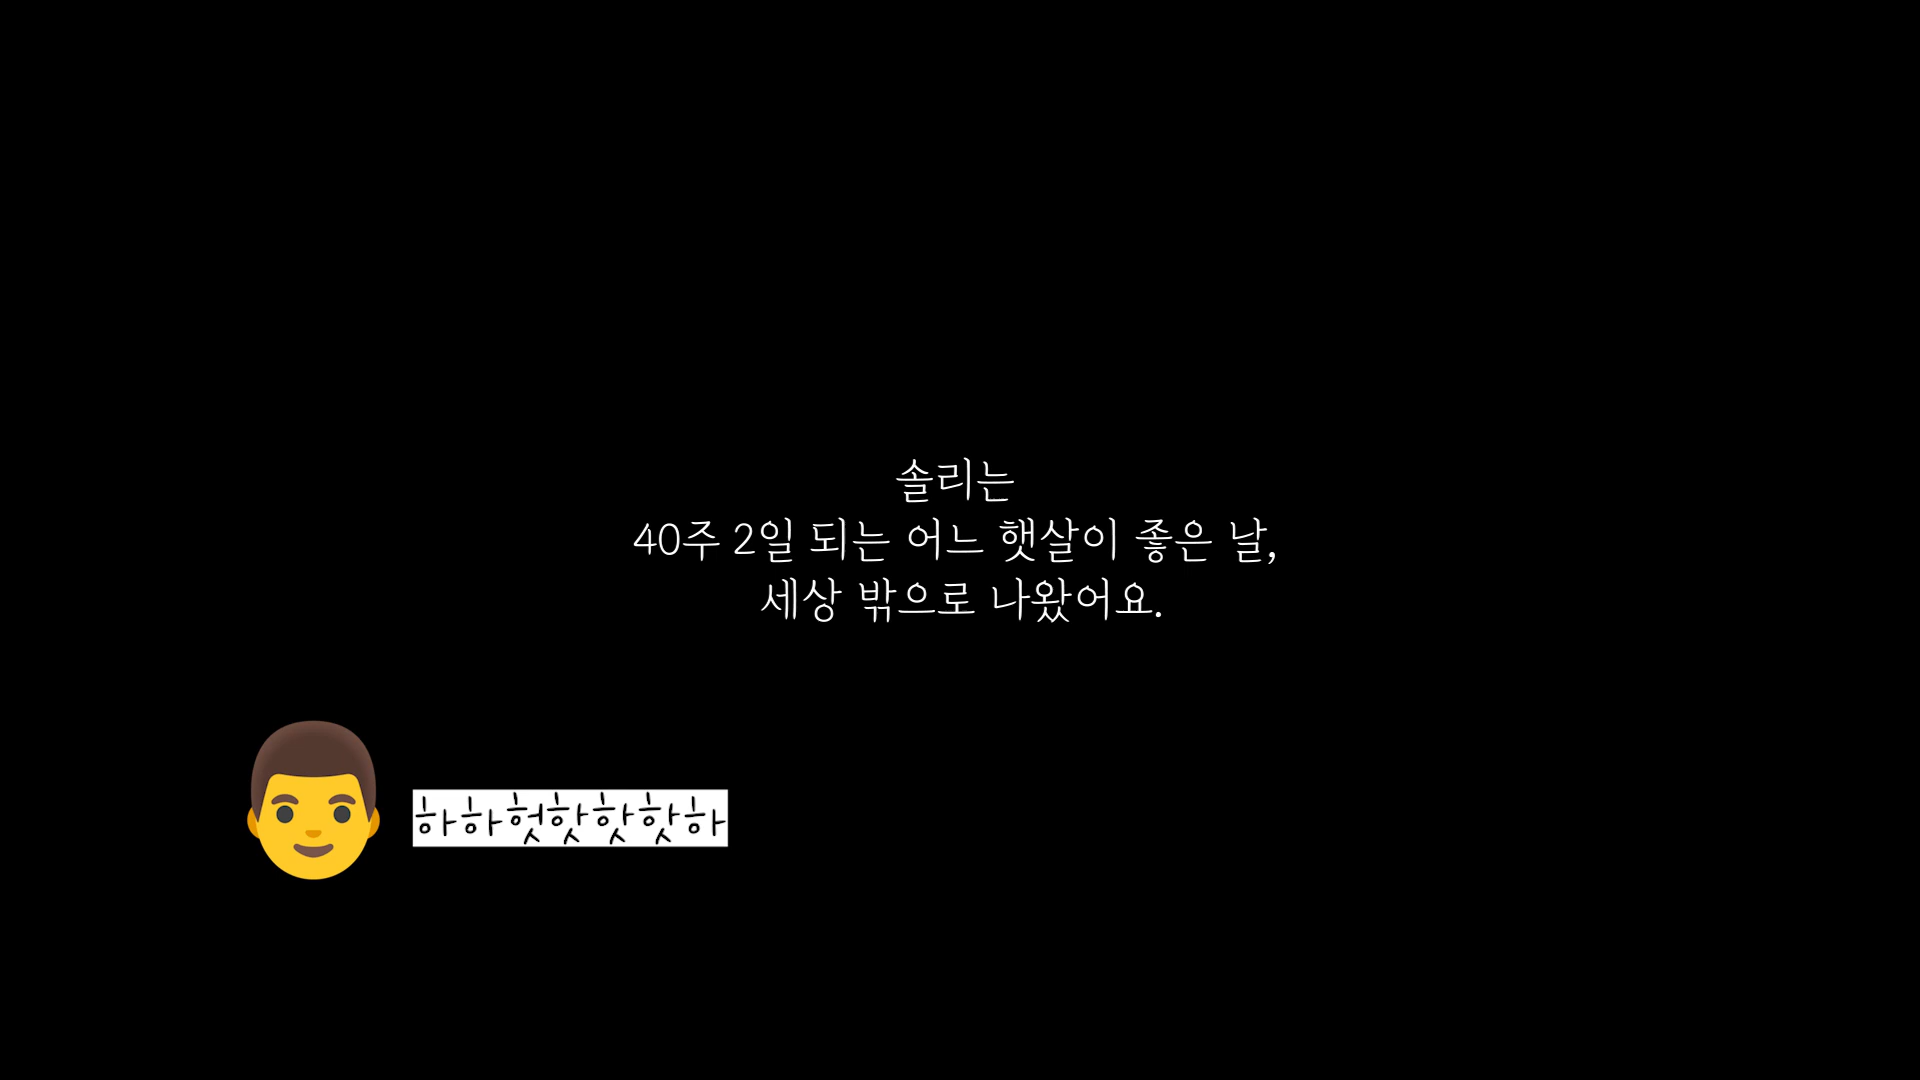 솔리는
40주 2일 되는 어느 햇살이 좋은 날,
세상 밖으로 나왔어요.
하하헛핫핫핫하